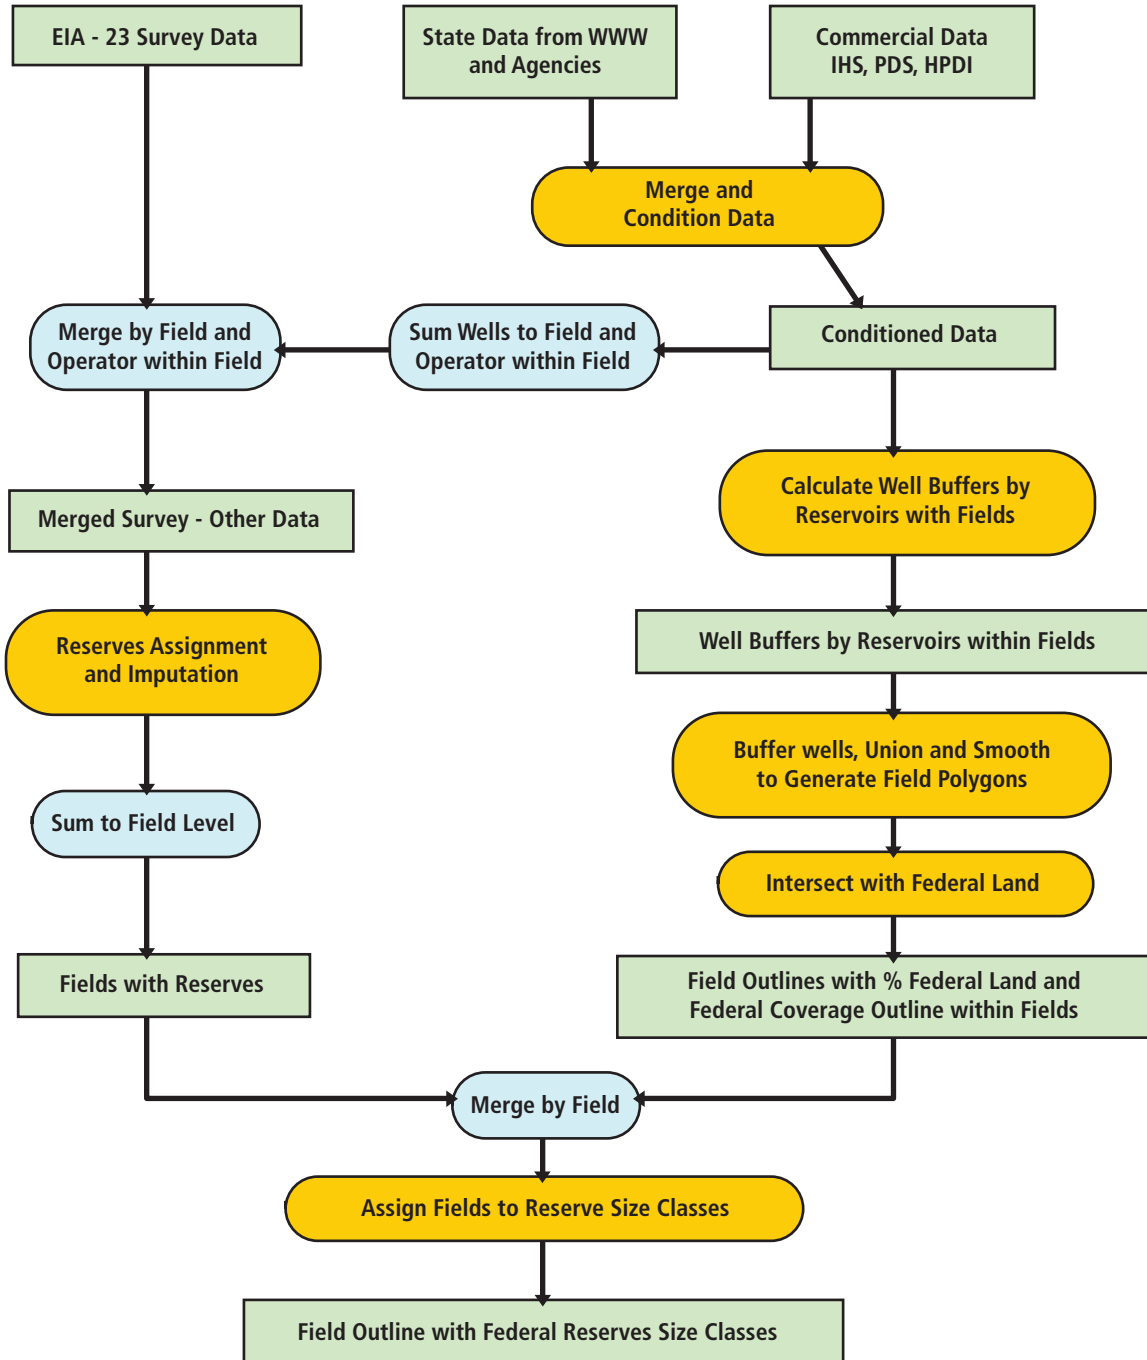 EIA - 23 Survey Data
State Data from WWW
and Agencies
Commercial Data
IHS, PDS, HPDI
Merge and
Condition Data
Merge by Field and
Operator within Field
Sum Wells to Field and
Operator within Field
Conditioned Data
Calculate Well Buffers by
Reservoirs with Fields
Merged Survey - Other Data
Well Buffers by Reservoirs within Fields
Reserves Assignment
and Imputation
Buffer wells, Union and Smooth
to Generate Field Polygons
Sum to Field Level
Intersect with Federal Land
Fields with Reserves
Field Outlines with % Federal Land and
Federal Coverage Outline within Fields
Merge by Field
Assign Fields to Reserve Size Classes
Field Outline with Federal Reserves Size Classes